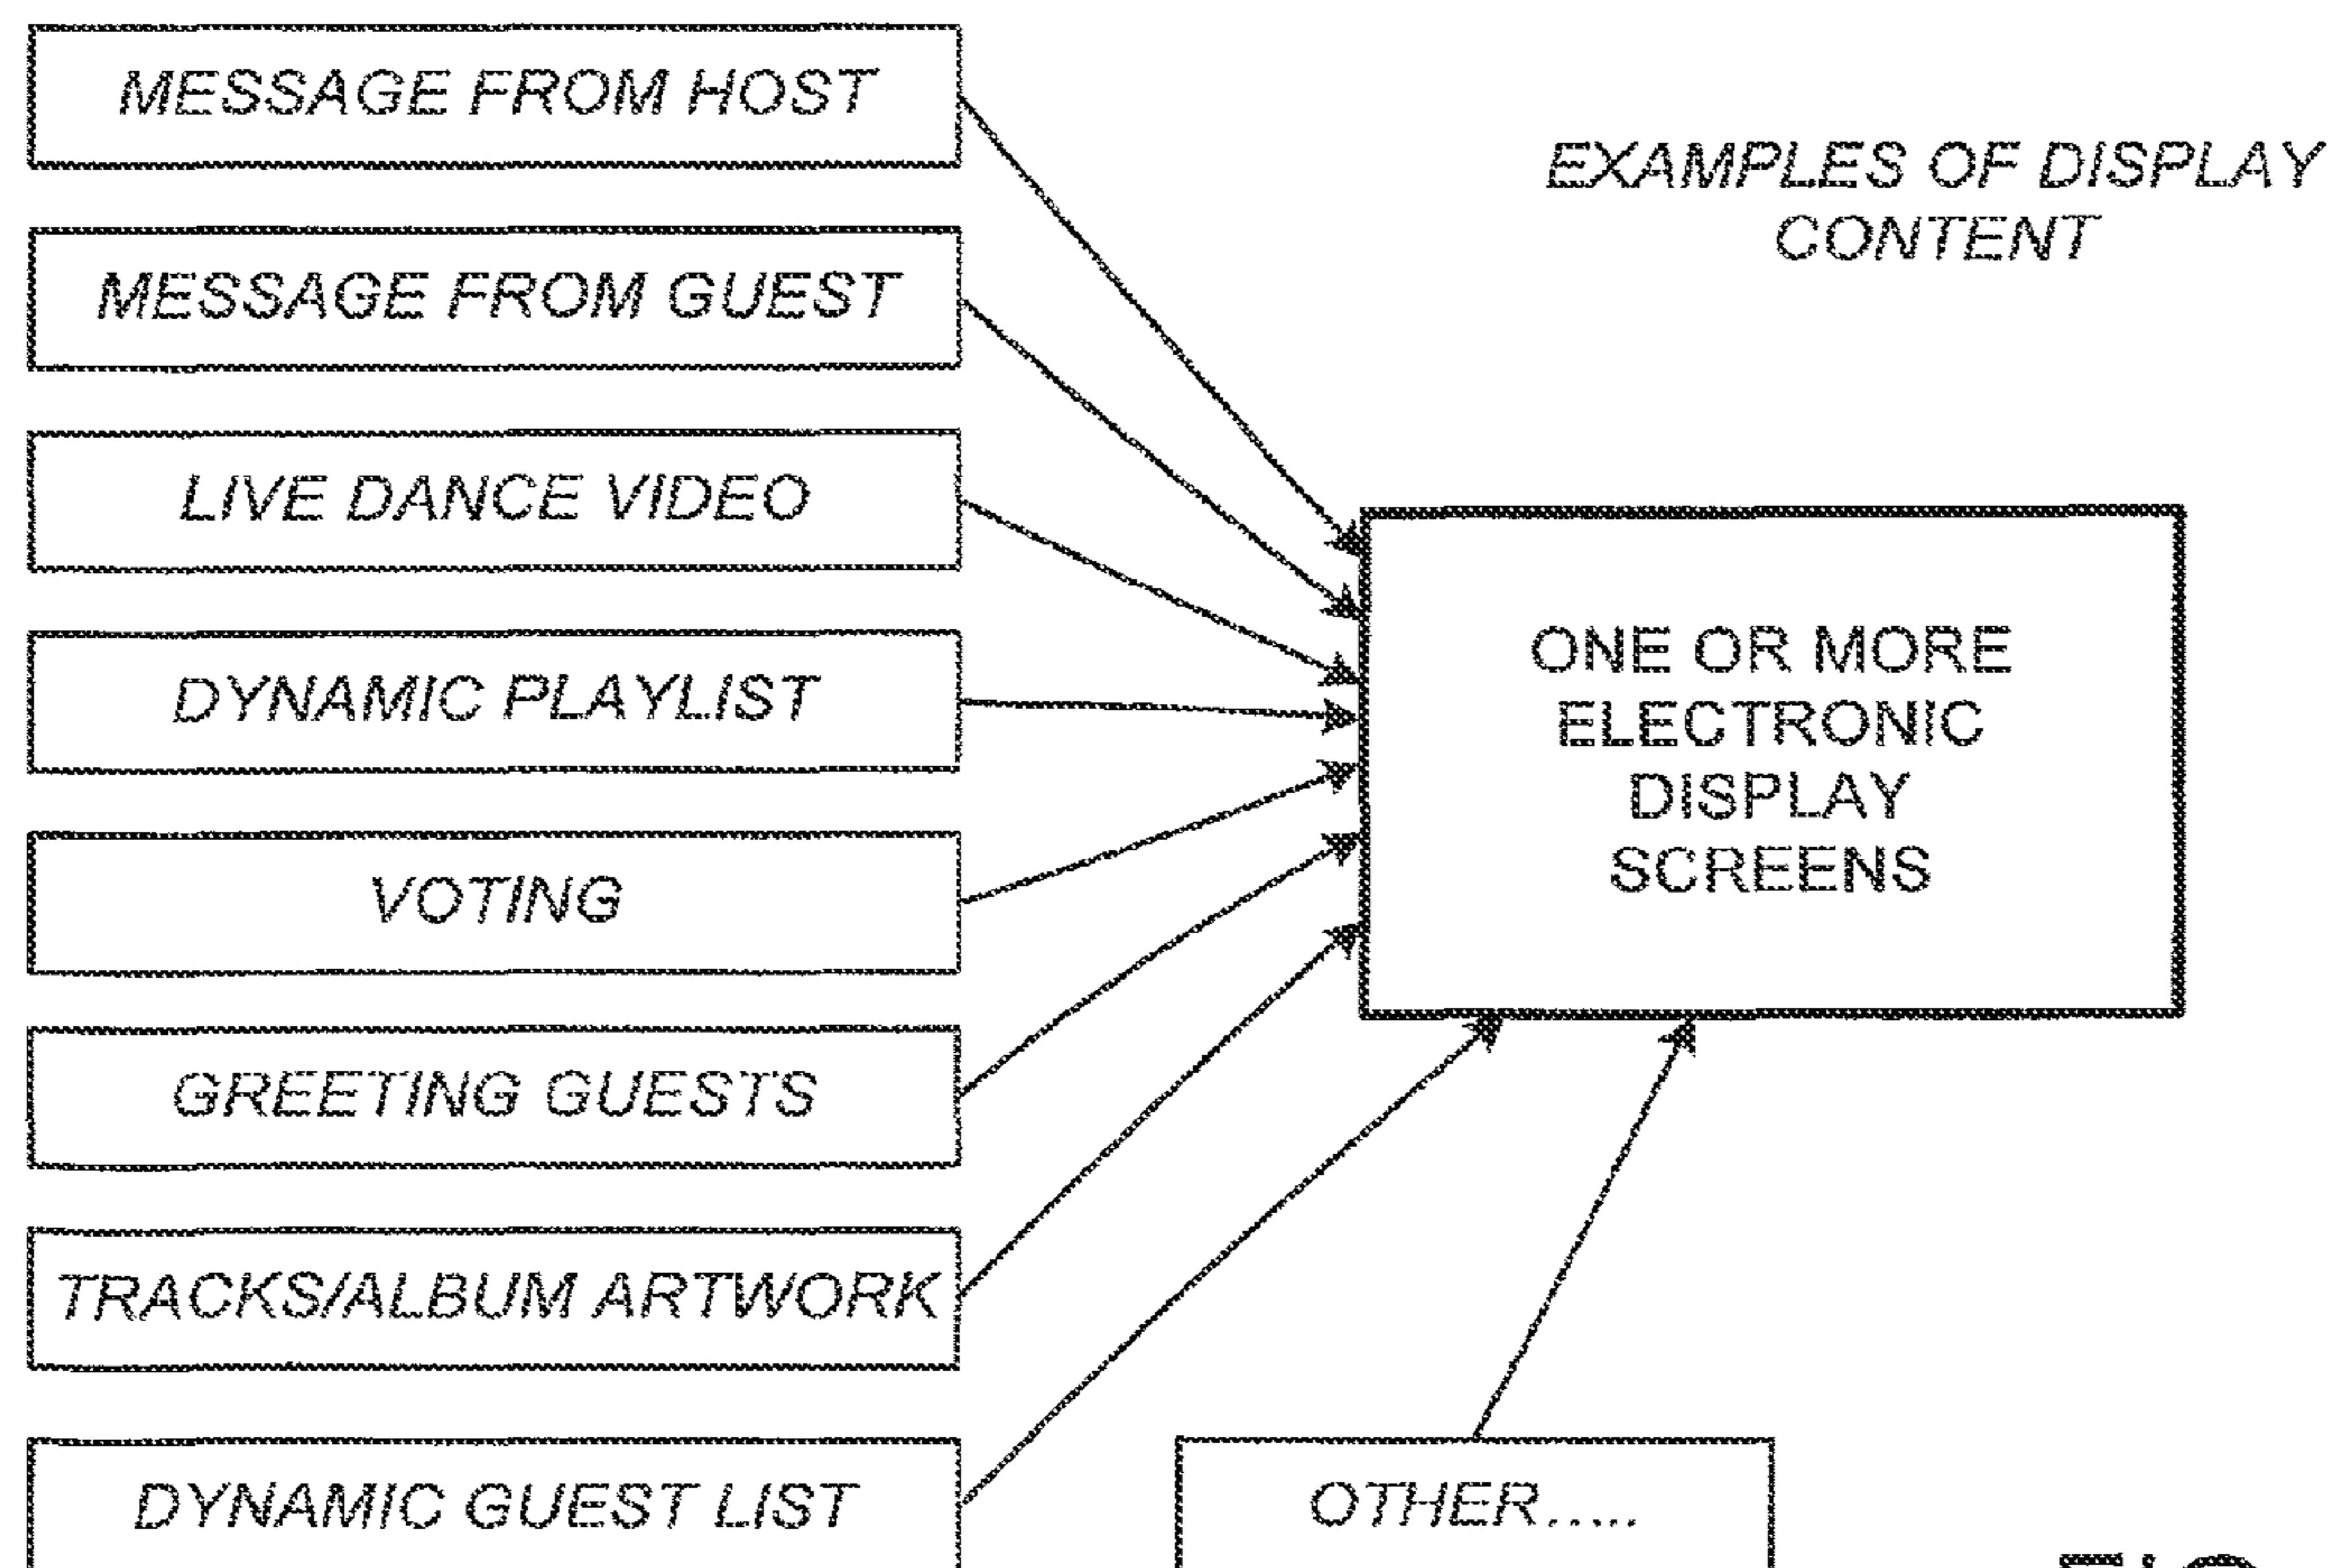 MESSAGE FROM HOST
EXAMPLES OF DISPLAY
CONTENT
MESSAGE FROM GUEST
LIVE DANCE VIDEO
DYNAMIC PLAYLIST
ONE OR MORE
ELECTRONIC
DISPLAY
SCREENS
VOTING
GREETING GUESTS
TRACKS/ALBUM ARTWORK
DYNAMIC GUEST LIST
OTHER.....